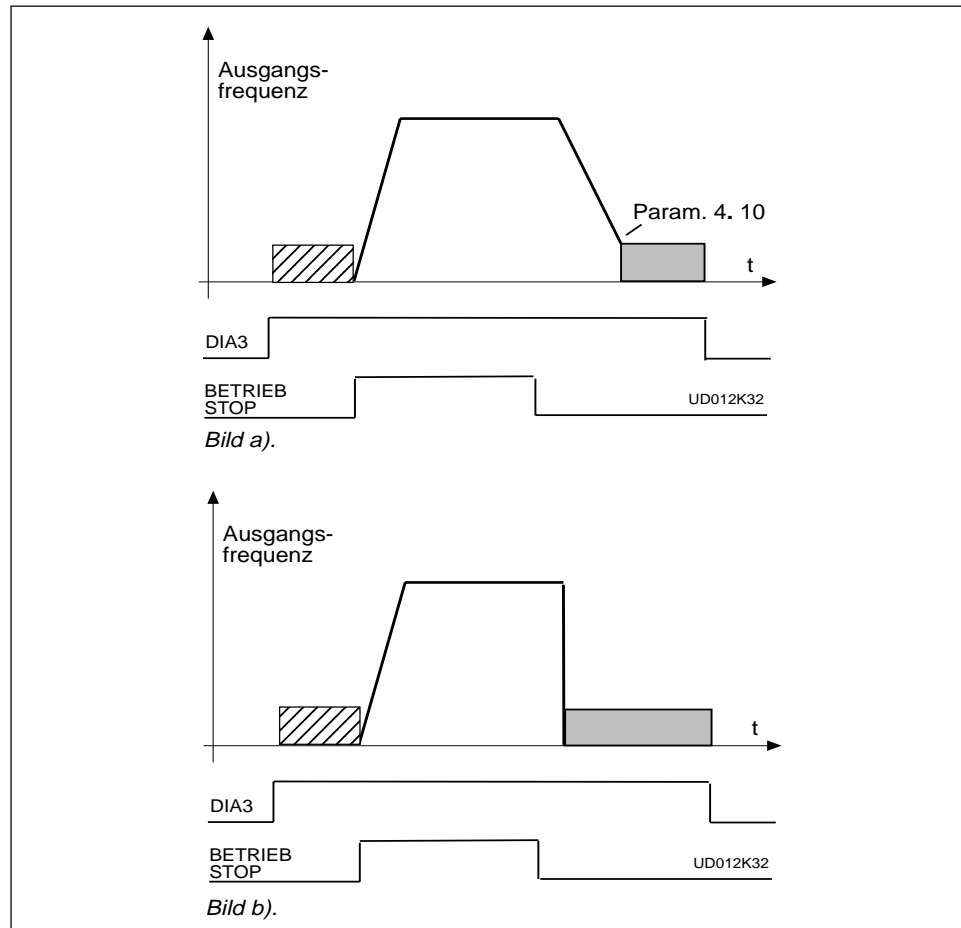 Ausgangs-
frequenz
Param. 4. 10
t
DIA3
BETRIEB
STOP
UD012K32
Bild a).
Ausgangs-
frequenz
t
DIA3
BETRIEB
STOP
UD012K32
Bild b).